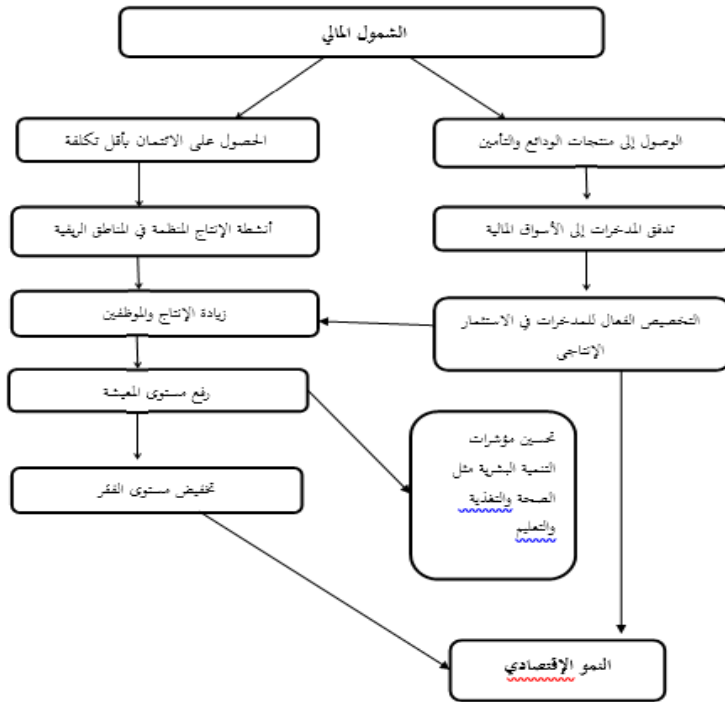 الشمول المالي
الوصول إلى منتجات الودائع والتأمين
الحصول على الائتمان بأقل تكلفة
تدفق المدخرات إلى الأسواق المالية
أنشطة الإنتاج المنظمة في المناطق الريفية
التخصيص الفعال للمدخرات في الاستثمار
الإنتاجي
زيادة الإنتاج والموظفين
رفع مستوى المعيشة
تحسين مؤشرات
التنمية البشرية مثل
الصحة والتغذية
والتعليم
تخفيض مستوى الفقر
النمو الإقتصادي